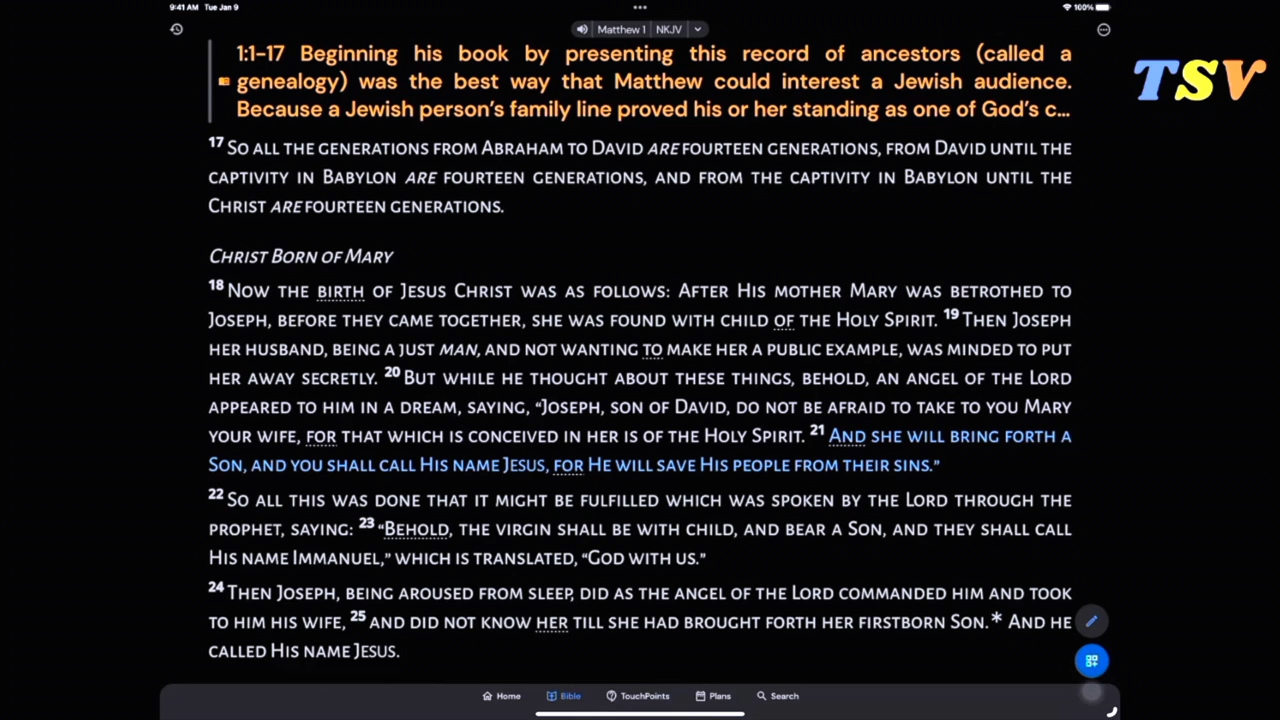 9:41 AM Tue Jan 9
100%
Matthew 1 NKJV
TSV
1:1–17 Beginning his book by presenting this record of ancestors (called a
genealogy) was the best way that Matthew could interest a Jewish audience.
Because a Jewish person’s family line proved his or her standing as one of God’s c...
17 So all the generations from Abraham to David are fourteen generations, from David until the
captivity in Babylon are fourteen generations, and from the captivity in Babylon until the
Christ are fourteen generations.
Christ Born of Mary
18 Now the birth of Jesus Christ was as follows: After His mother Mary was betrothed to
Joseph, before they came together, she was found with child of the Holy Spirit. 19 Then Joseph
her husband, being a just man, and not wanting to make her a public example, was minded to put
her away secretly. 20 But while he thought about these things, behold, an angel of the Lord
appeared to him in a dream, saying, “Joseph, son of David, do not be afraid to take to you Mary
your wife, for that which is conceived in her is of the Holy Spirit. 21 And she will bring forth a
Son, and you shall call His name Jesus, for He will save His people from their sins.”
22 So all this was done that it might be fulfilled which was spoken by the Lord through the
prophet, saying: 23 “Behold, the virgin shall be with child, and bear a Son, and they shall call
His name Immanuel,” which is translated, “God with us.”
24 Then Joseph, being aroused from sleep, did as the angel of the Lord commanded him and took
to him his wife, 25 and did not know her till she had brought forth her firstborn Son.* And he
called His name Jesus.
Home Bible TouchPoints Plans Search